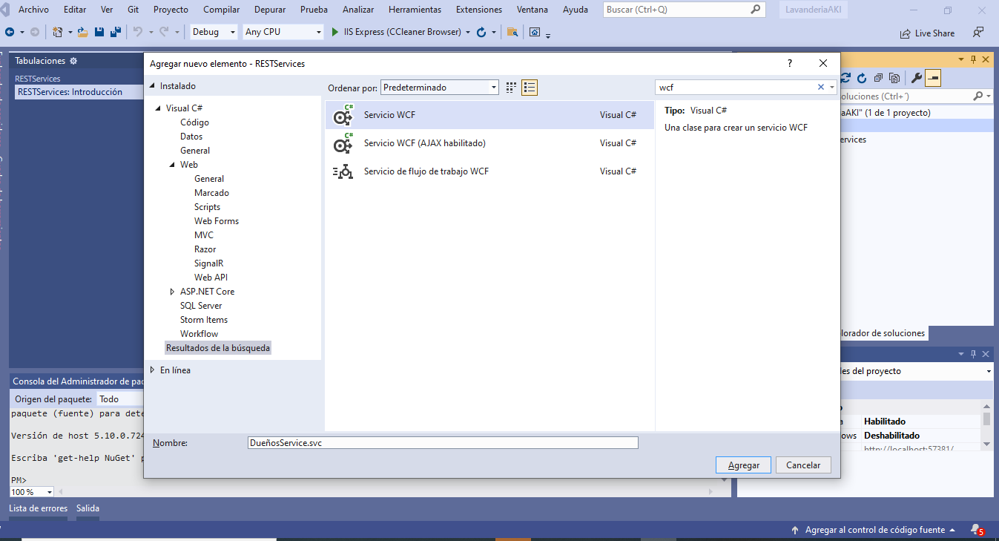 Archivo Editar Ver Git Proyecto Compilar Depurar Prueba Analizar Herramientas Extensiones Ventana Ayuda Buscar (Ctrl+Q) LavanderiaAKI
Debug Any CPU IIS Express (CCleaner Browser) Live Share
Tabulaciones
RESTServices
RESTServices: Introducción
Agregar nuevo elemento - RESTServices ?
Instalado
Visual C#
Código
Datos
General
Web
General
Marcado
Scripts
Web Forms
MVC
Razor
SignalR
Web API
ASP.NET Core
SQL Server
Storm Items
Workflow
Resultados de la búsqueda
En línea
Ordenar por: Predeterminado
wcf
Servicio WCF Visual C#
Servicio WCF (AJAX habilitado) Visual C#
Servicio de flujo de trabajo WCF Visual C#
Tipo: Visual C#
Una clase para crear un servicio WCF
Nombre: DueñosService.svc
Agregar Cancelar
oluciones (Ctrl+´)
aAKI" (1 de 1 proyecto)
ervices
lorador de soluciones
es del proyecto
Habilitado
ows Deshabilitado
http://localhost:57381/
Consola del Administrador de pac
Origen del paquete: Todo
paquete (fuente) para dete
Versión de host 5.10.0.724
Escriba 'get-help NuGet' p
PM>
100 %
Lista de errores Salida
Agregar al control de código fuente 5